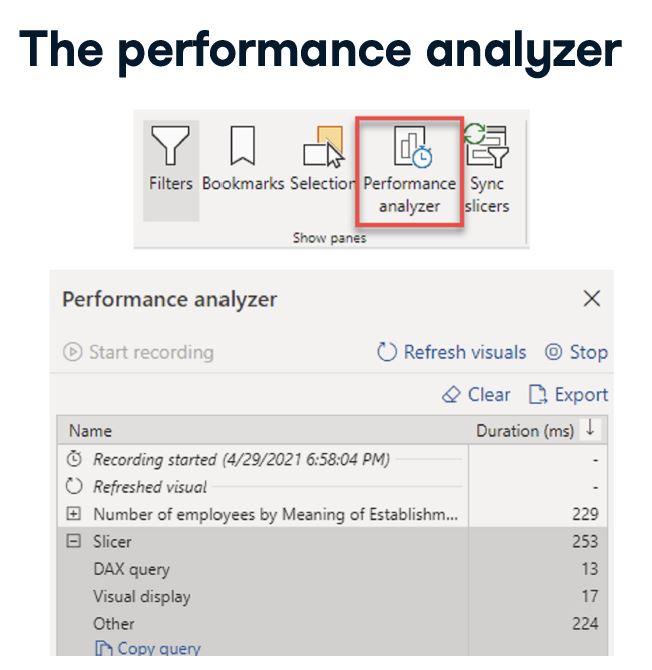 The performance analyzer
Filters Bookmarks Selection Performance analyzer Sync slicers
Show panes
Performance analyzer
Start recording Refresh visuals Stop
Clear Export
Name Duration (ms)
Recording started (4/29/2021 6:58:04 PM) -
Refreshed visual -
Number of employees by Meaning of Establishm... 229
Slicer 253
DAX query 13
Visual display 17
Other 224
Copy query